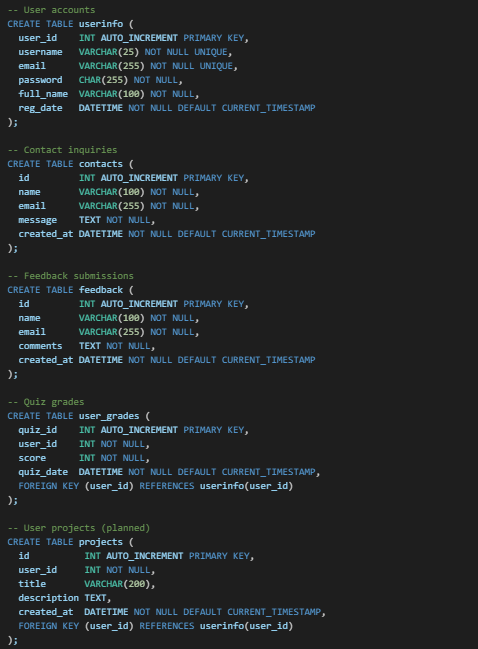 -- User accounts
CREATE TABLE userinfo (
  user_id    INT AUTO_INCREMENT PRIMARY KEY,
  username   VARCHAR(25) NOT NULL UNIQUE,
  email      VARCHAR(255) NOT NULL UNIQUE,
  password   CHAR(255) NOT NULL,
  full_name  VARCHAR(100) NOT NULL,
  reg_date   DATETIME NOT NULL DEFAULT CURRENT_TIMESTAMP
);

-- Contact inquiries
CREATE TABLE contacts (
  id         INT AUTO_INCREMENT PRIMARY KEY,
  name       VARCHAR(100) NOT NULL,
  email      VARCHAR(255) NOT NULL,
  message    TEXT NOT NULL,
  created_at DATETIME NOT NULL DEFAULT CURRENT_TIMESTAMP
);

-- Feedback submissions
CREATE TABLE feedback (
  id         INT AUTO_INCREMENT PRIMARY KEY,
  name       VARCHAR(100) NOT NULL,
  email      VARCHAR(255) NOT NULL,
  comments   TEXT NOT NULL,
  created_at DATETIME NOT NULL DEFAULT CURRENT_TIMESTAMP
);

-- Quiz grades
CREATE TABLE user_grades (
  quiz_id    INT AUTO_INCREMENT PRIMARY KEY,
  user_id    INT NOT NULL,
  score      INT NOT NULL,
  quiz_date  DATETIME NOT NULL DEFAULT CURRENT_TIMESTAMP,
  FOREIGN KEY (user_id) REFERENCES userinfo(user_id)
);

-- User projects (planned)
CREATE TABLE projects (
  id          INT AUTO_INCREMENT PRIMARY KEY,
  user_id     INT NOT NULL,
  title       VARCHAR(200),
  description TEXT,
  created_at  DATETIME NOT NULL DEFAULT CURRENT_TIMESTAMP,
  FOREIGN KEY (user_id) REFERENCES userinfo(user_id)
);